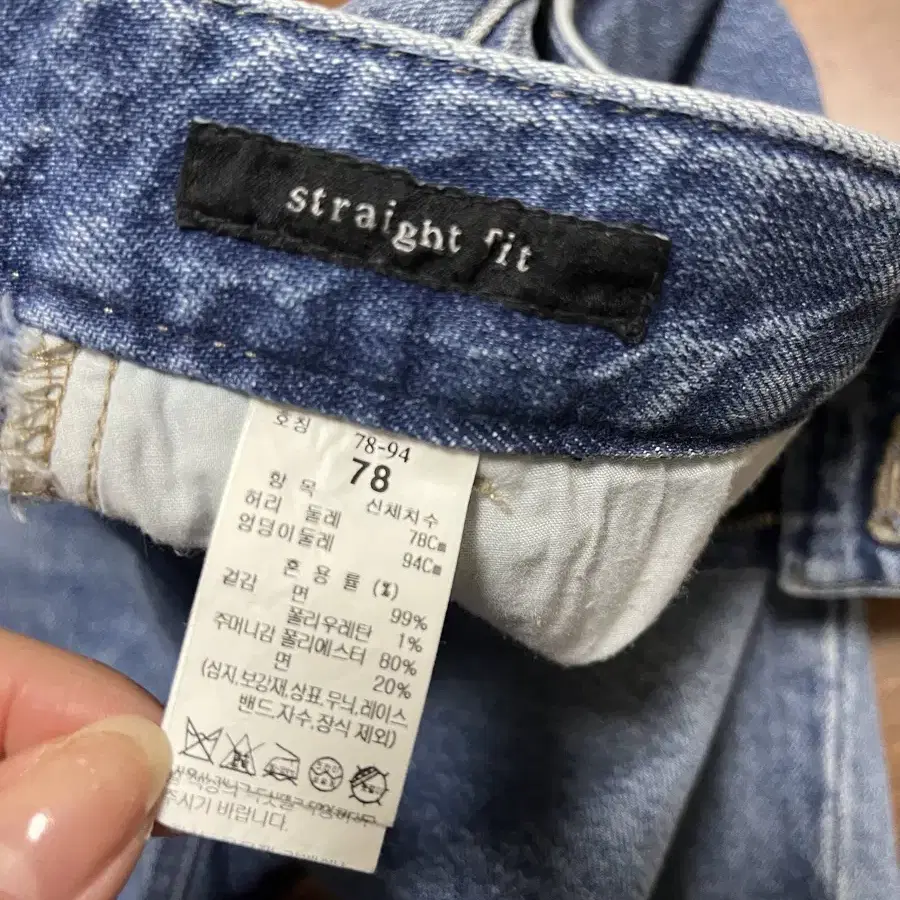 straight fit
호칭 78-94
78
항목 신체치수
허리 둘레 78Cm
엉덩이둘레 94Cm
혼용률 (%)
겉감 면 99%
폴리우레탄 1%
주머니감 폴리에스터 80%
면 20%
(심지,보강재,상표,무늬,레이스
밴드,자수,장식 제외)
주시기 바랍니다.